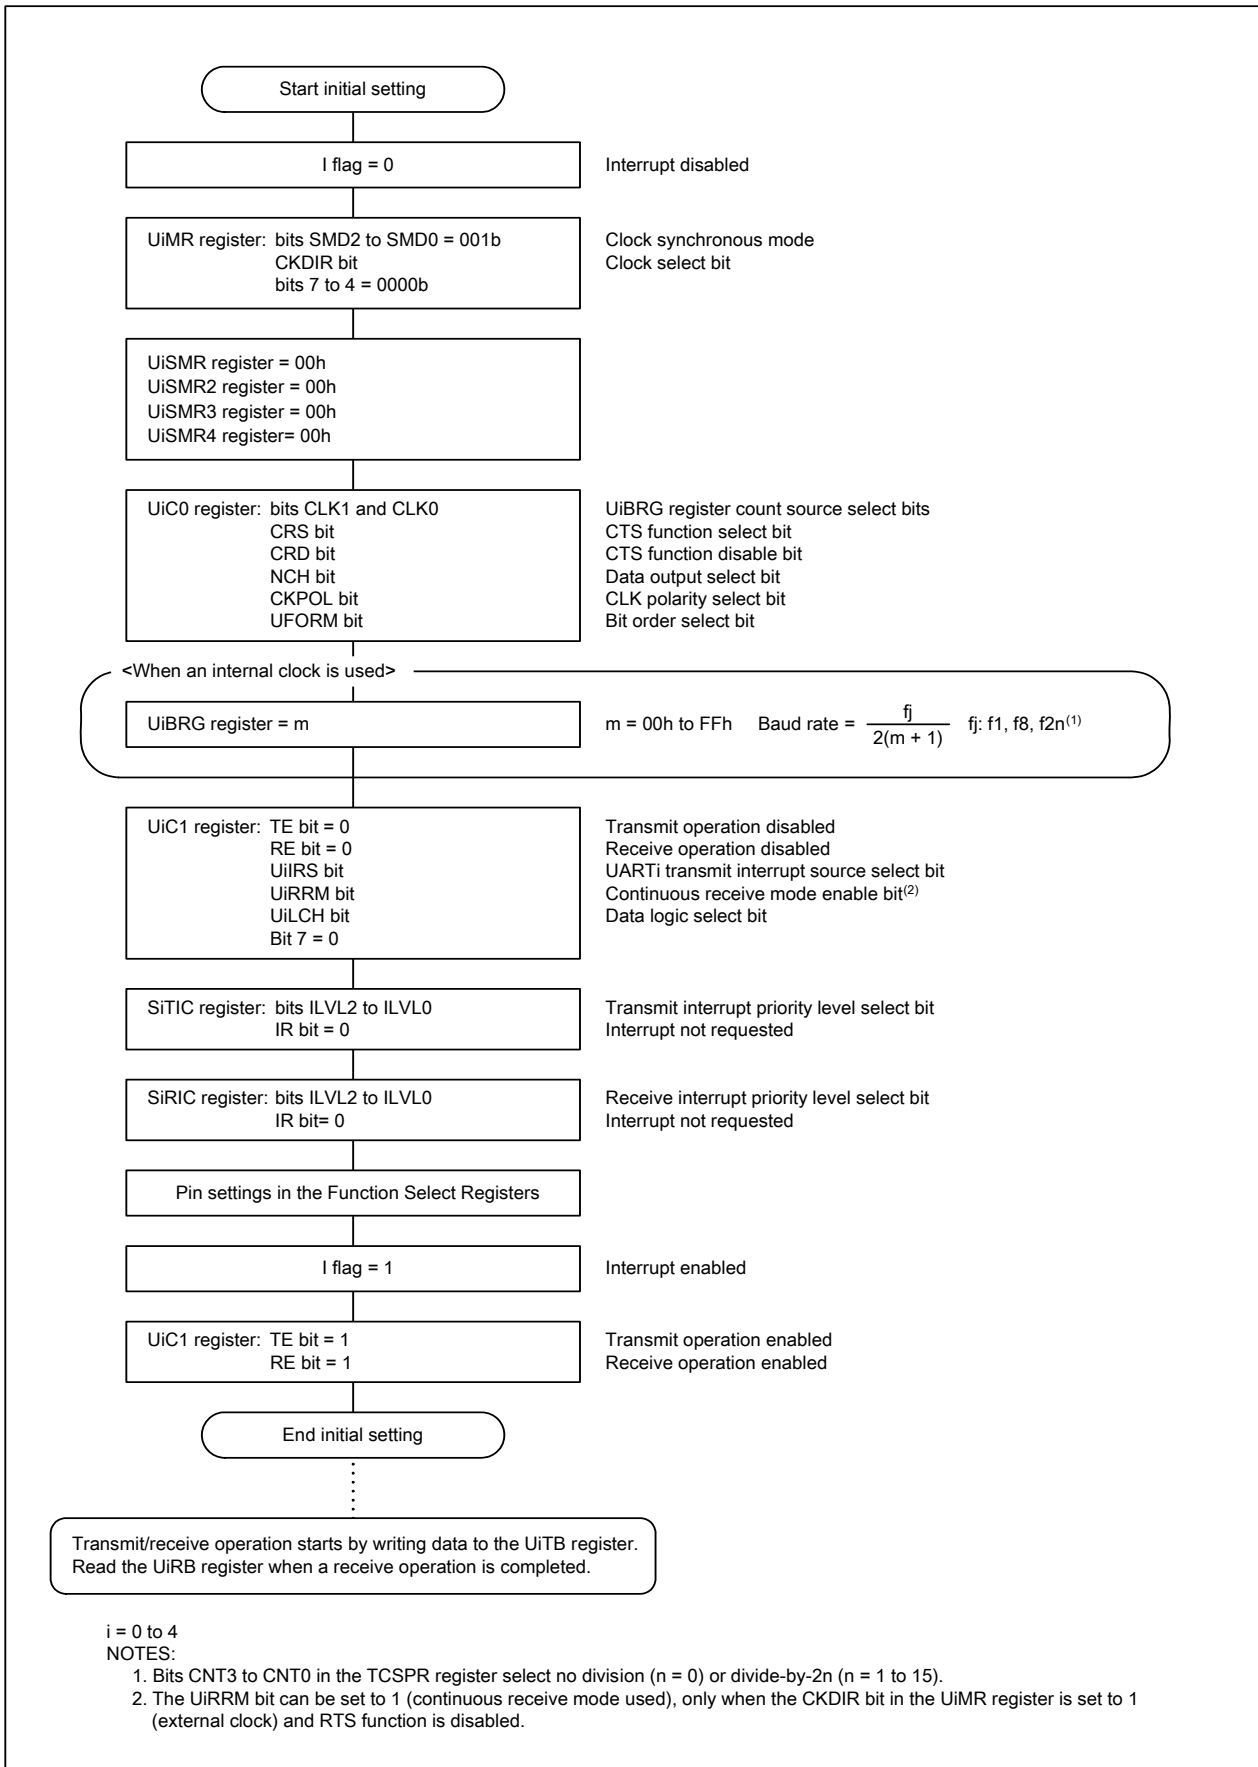 Start initial setting
I flag = 0 Interrupt disabled
UiMR register: bits SMD2 to SMD0 = 001b Clock synchronous mode
CKDIR bit Clock select bit
bits 7 to 4 = 0000b
UiSMR register = 00h
UiSMR2 register = 00h
UiSMR3 register = 00h
UiSMR4 register= 00h
UiC0 register: bits CLK1 and CLK0 UiBRG register count source select bits
CRS bit CTS function select bit
CRD bit CTS function disable bit
NCH bit Data output select bit
CKPOL bit CLK polarity select bit
UFORM bit Bit order select bit
<When an internal clock is used>
UiBRG register = m m = 00h to FFh Baud rate = fj / 2(m + 1) fj: f1, f8, f2n(1)
UiC1 register: TE bit = 0 Transmit operation disabled
RE bit = 0 Receive operation disabled
UiIRS bit UARTi transmit interrupt source select bit
UiRRM bit Continuous receive mode enable bit(2)
UiLCH bit Data logic select bit
Bit 7 = 0
SiTIC register: bits ILVL2 to ILVL0 Transmit interrupt priority level select bit
IR bit = 0 Interrupt not requested
SiRIC register: bits ILVL2 to ILVL0 Receive interrupt priority level select bit
IR bit= 0 Interrupt not requested
Pin settings in the Function Select Registers
I flag = 1 Interrupt enabled
UiC1 register: TE bit = 1 Transmit operation enabled
RE bit = 1 Receive operation enabled
End initial setting
Transmit/receive operation starts by writing data to the UiTB register.
Read the UiRB register when a receive operation is completed.
i = 0 to 4
NOTES:
1. Bits CNT3 to CNT0 in the TCSPR register select no division (n = 0) or divide-by-2n (n = 1 to 15).
2. The UiRRM bit can be set to 1 (continuous receive mode used), only when the CKDIR bit in the UiMR register is set to 1
(external clock) and RTS function is disabled.